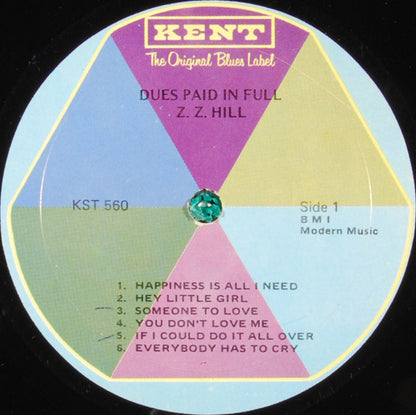 KENT
The Original Blues Label
DUES PAID IN FULL
Z. Z. HILL
KST 560
Side 1
B M I
Modern Music
1. HAPPINESS IS ALL I NEED
2. HEY LITTLE GIRL
3. SOMEONE TO LOVE
4. YOU DON'T LOVE ME
5. IF I COULD DO IT ALL OVER
6. EVERYBODY HAS TO CRY